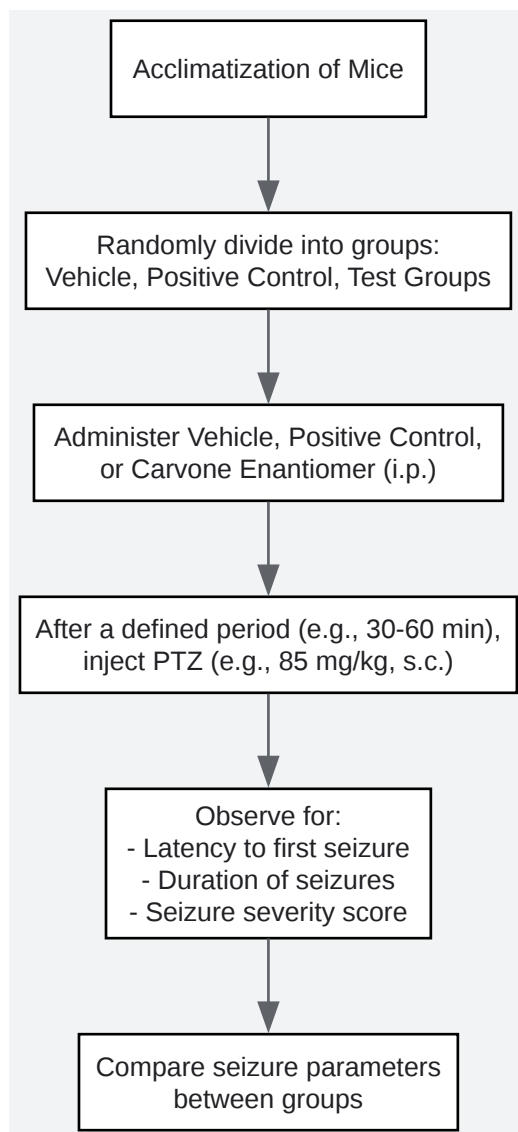 Acclimatization of Mice
Randomly divide into groups:
Vehicle, Positive Control, Test Groups
Administer Vehicle, Positive Control,
or Carvone Enantiomer (i.p.)
After a defined period (e.g., 30-60 min),
inject PTZ (e.g., 85 mg/kg, s.c.)
Observe for:
- Latency to first seizure
- Duration of seizures
- Seizure severity score
Compare seizure parameters
between groups